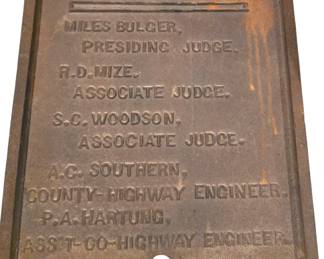 MILES BULGER,
PRESIDING JUDGE.
R.D. MIZE,
ASSOCIATE JUDGE.
S.C. WOODSON,
ASSOCIATE JUDGE.
A.C. SOUTHERN,
COUNTY-HIGHWAY ENGINEER.
P.A. HARTUNG,
ASS'T-CO-HIGHWAY ENGINEER.